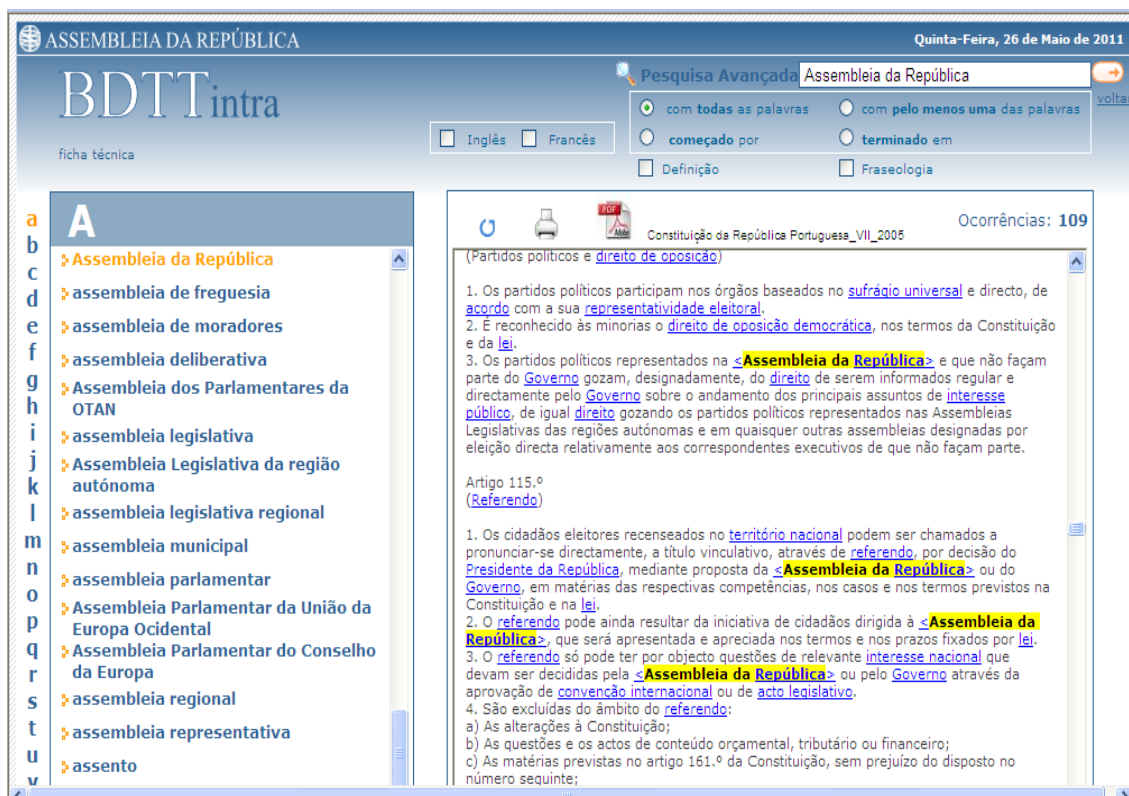 ASSEMBLEIA DA REPÚBLICA
Quinta-Feira, 26 de Maio de 2011
BDTTintra
ficha técnica
Pesquisa Avançada Assembleia da República
voltar
com todas as palavras
com pelo menos uma das palavras
começado por
terminado em
Inglês Francês
Definição
Fraseologia
a
b
c
d
e
f
g
h
i
j
k
l
m
n
o
p
q
r
s
t
u
v
A
Assembleia da República
assembleia de freguesia
assembleia de moradores
assembleia deliberativa
Assembleia dos Parlamentares da
OTAN
assembleia legislativa
Assembleia Legislativa da região
autónoma
assembleia legislativa regional
assembleia municipal
assembleia parlamentar
Assembleia Parlamentar da União da
Europa Ocidental
Assembleia Parlamentar do Conselho
da Europa
assembleia regional
assembleia representativa
assento
PDF
Adobe
Constituição da República Portuguesa_VII_2005
Ocorrências: 109
(Partidos políticos e direito de oposição)
1. Os partidos políticos participam nos órgãos baseados no sufrágio universal e directo, de
acordo com a sua representatividade eleitoral.
2. É reconhecido às minorias o direito de oposição democrática, nos termos da Constituição
e da lei.
3. Os partidos políticos representados na <Assembleia da República> e que não façam
parte do Governo gozam, designadamente, do direito de serem informados regular e
directamente pelo Governo sobre o andamento dos principais assuntos de interesse
público, de igual direito gozando os partidos políticos representados nas Assembleias
Legislativas das regiões autónomas e em quaisquer outras assembleias designadas por
eleição directa relativamente aos correspondentes executivos de que não façam parte.
Artigo 115.º
(Referendo)
1. Os cidadãos eleitores recenseados no território nacional podem ser chamados a
pronunciar-se directamente, a título vinculativo, através de referendo, por decisão do
Presidente da República, mediante proposta da <Assembleia da República> ou do
Governo, em matérias das respectivas competências, nos casos e nos termos previstos na
Constituição e na lei.
2. O referendo pode ainda resultar da iniciativa de cidadãos dirigida à <Assembleia da
República>, que será apresentada e apreciada nos termos e nos prazos fixados por lei.
3. O referendo só pode ter por objecto questões de relevante interesse nacional que
devam ser decididas pela <Assembleia da República> ou pelo Governo através da
aprovação de convenção internacional ou de acto legislativo.
4. São excluídas do âmbito do referendo:
a) As alterações à Constituição;
b) As questões e os actos de conteúdo orçamental, tributário ou financeiro;
c) As matérias previstas no artigo 161.º da Constituição, sem prejuízo do disposto no
número seguinte;